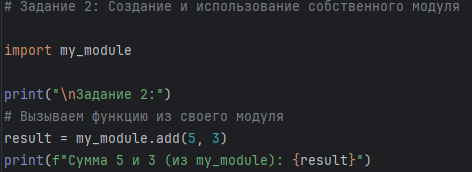 # Задание 2: Создание и использование собственного модуля
import my_module
print("\nЗадание 2:")
# Вызываем функцию из своего модуля
result = my_module.add(5, 3)
print(f"Сумма 5 и 3 (из my_module): {result}")